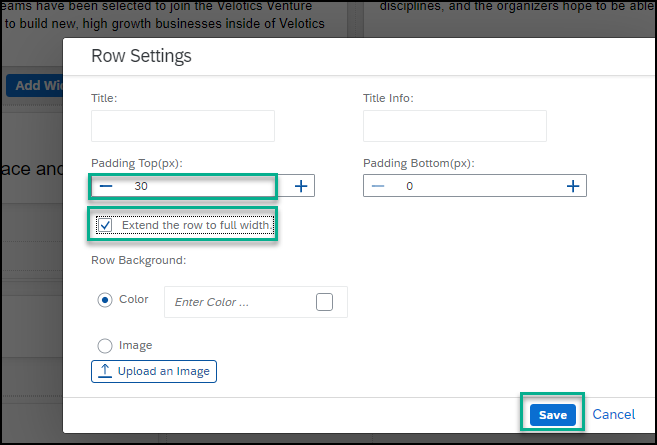 eams have been selected to join the Velotics Venture
disciplines, and the organizers hope to be able
to build new, high growth businesses inside of Velotics
Row Settings
Add Wid
Title:
Title Info:
ace and
Padding Top(px):
Padding Bottom(px):
30
0
Extend the row to full width.
Row Background:
Color
Enter Color ...
Image
Upload an Image
Save
Cancel